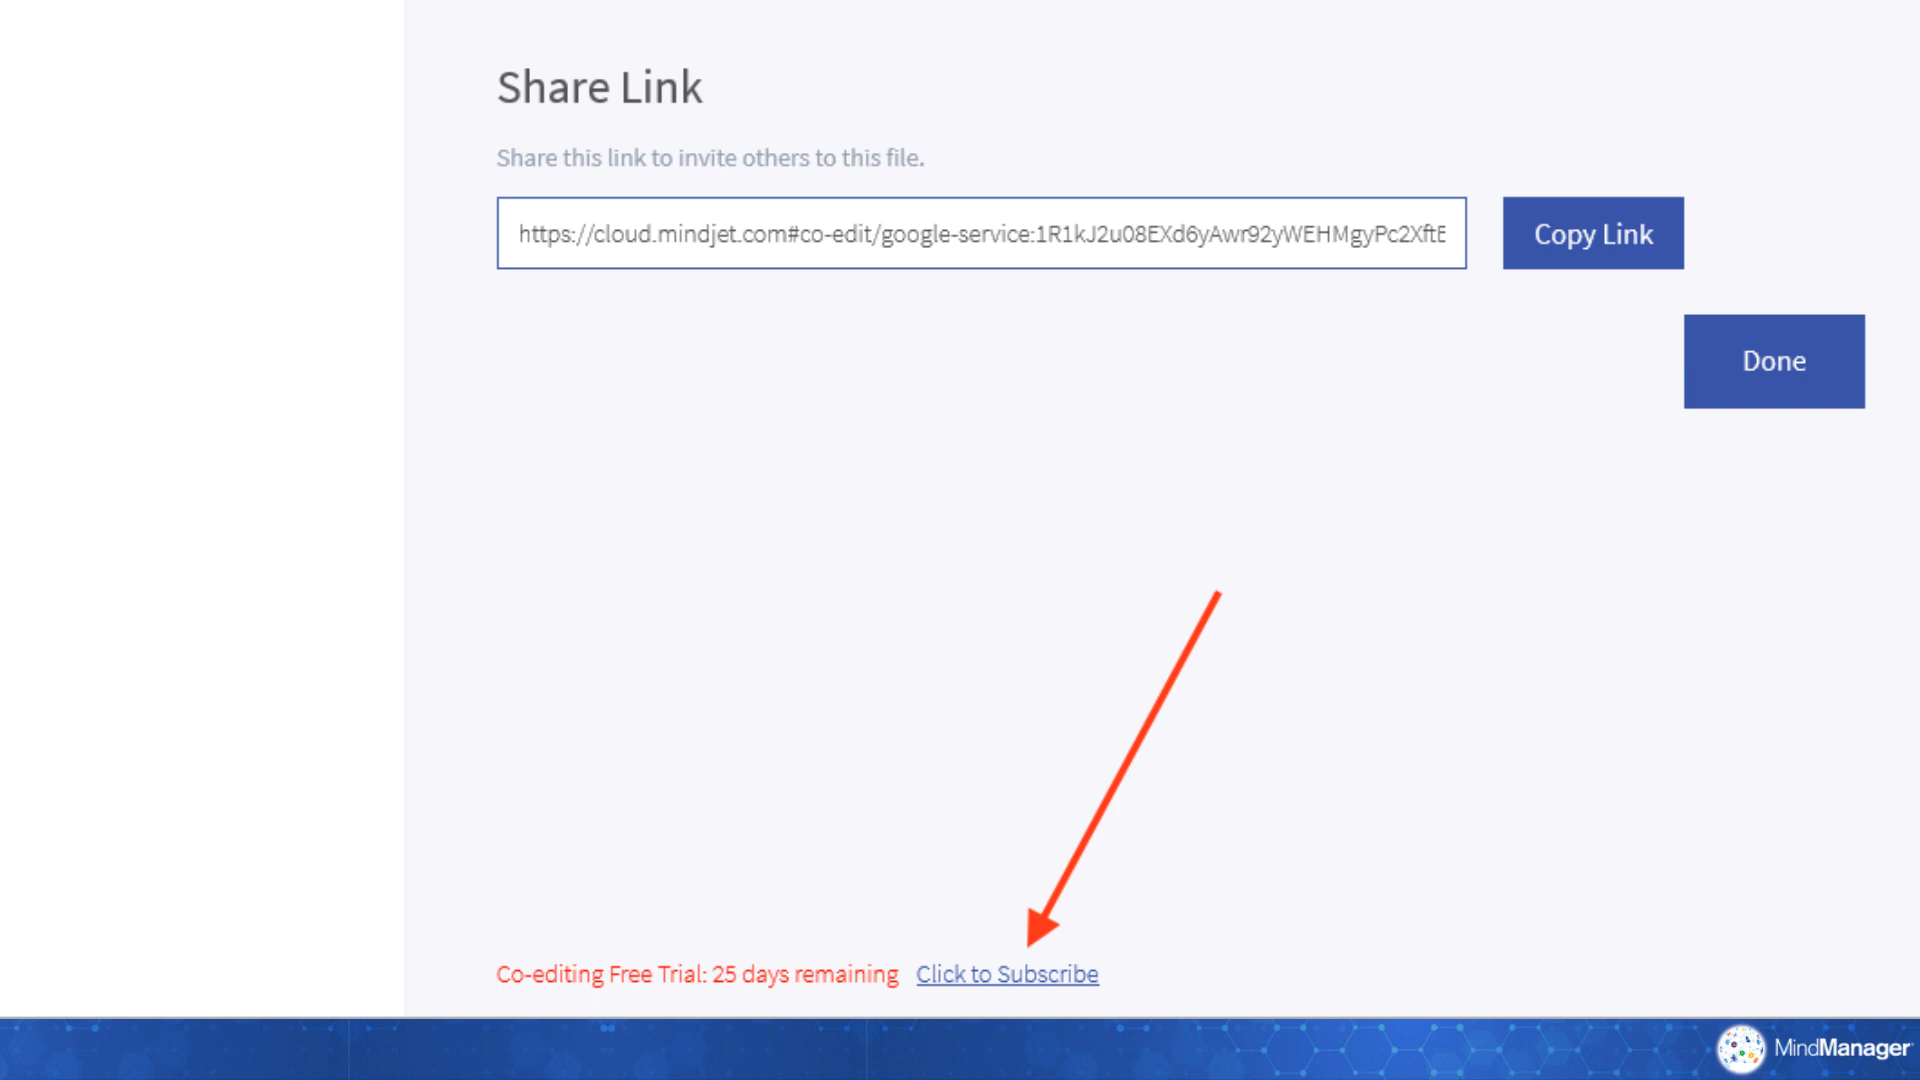 Share Link
Share this link to invite others to this file.
https://cloud.mindjet.com#co-edit/google-service:1R1kJ2u08EXd6yAwr92yWEHMgyPc2XftE
Copy Link
Done
Co-editing Free Trial: 25 days remaining Click to Subscribe
MindManager